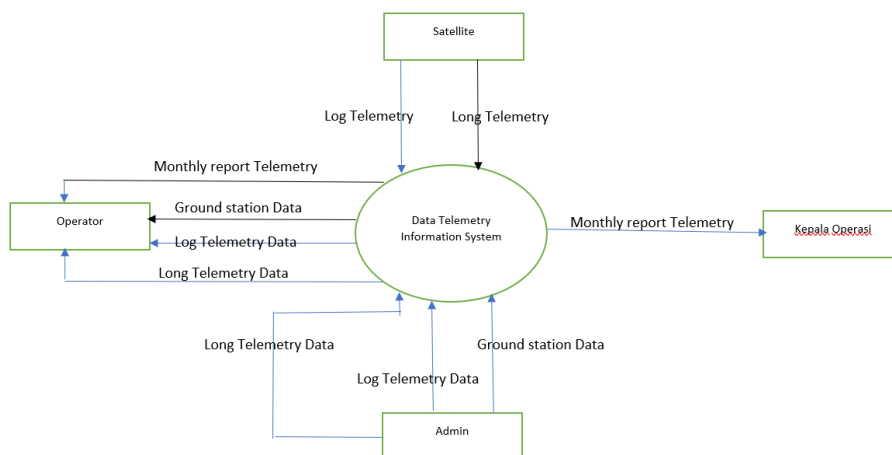 Satellite
Log Telemetry
Long Telemetry
Monthly report Telemetry
Ground station Data
Operator
Log Telemetry Data
Long Telemetry Data
Data Telemetry
Information System
Monthly report Telemetry
Kepala Operasi
Long Telemetry Data
Ground station Data
Log Telemetry Data
Admin